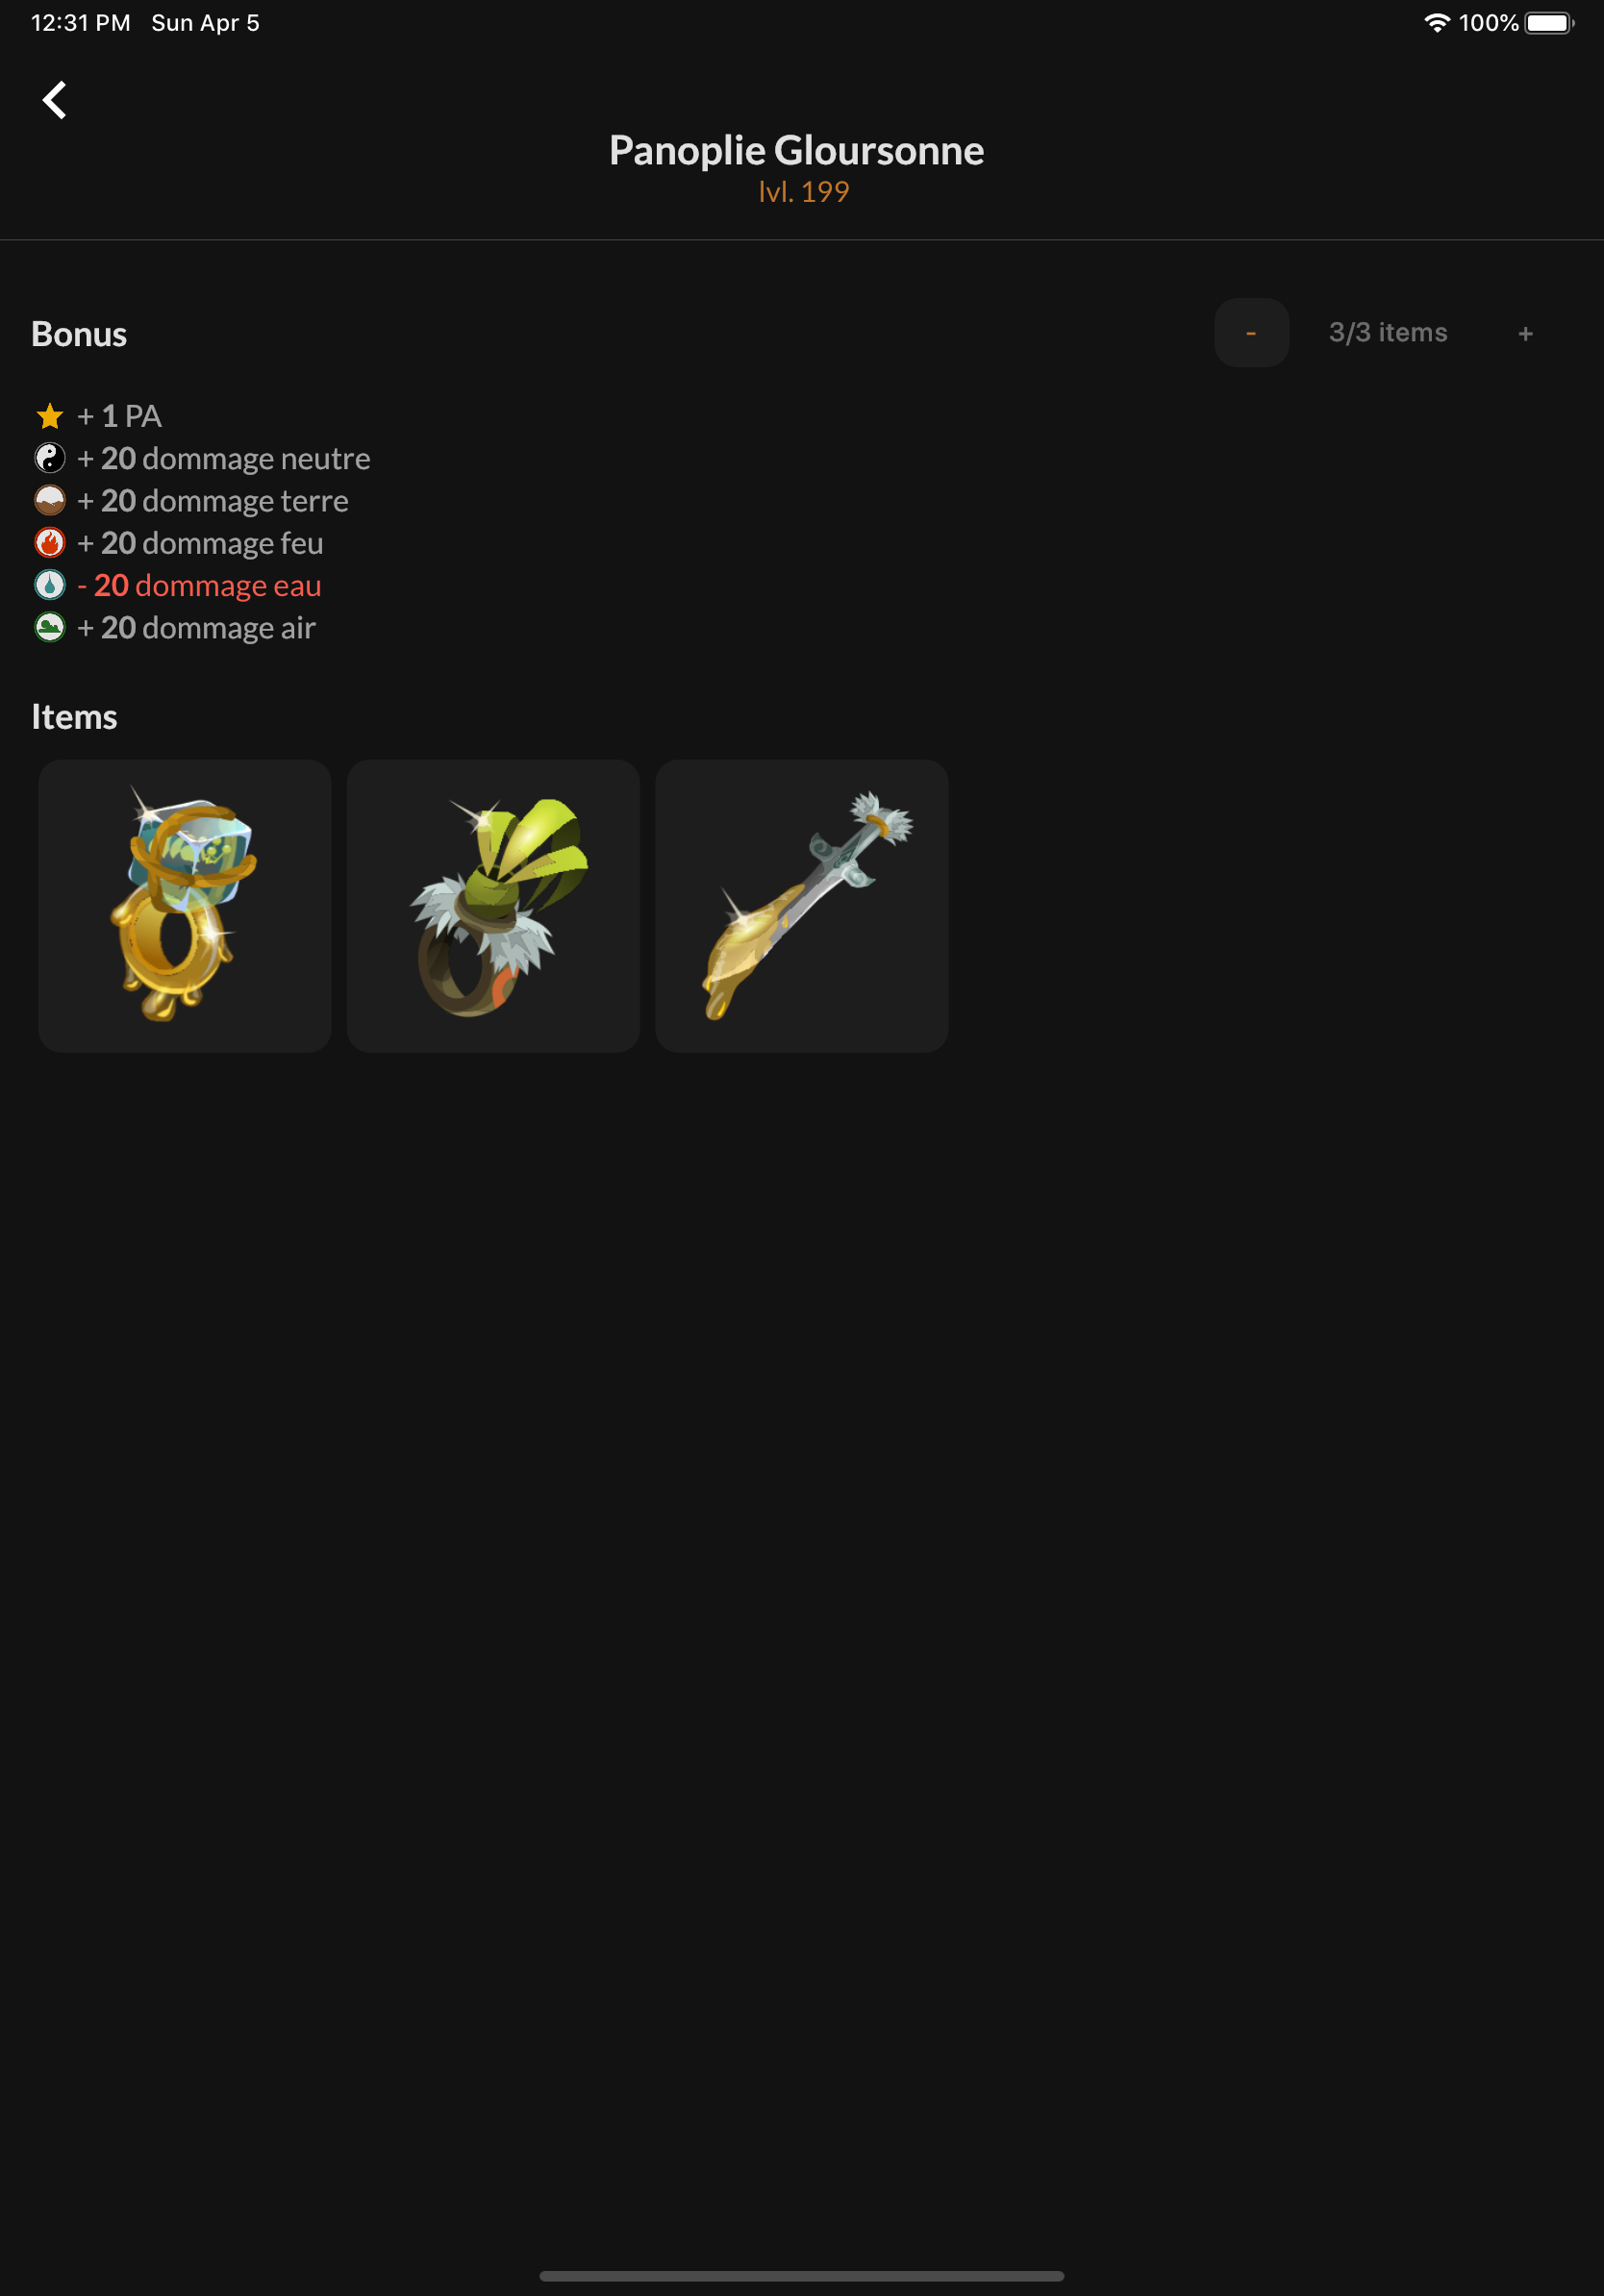 12:31 PM Sun Apr 5 100%
Panoplie Gloursonne
lvl. 199
Bonus - 3/3 items +
+ 1 PA
+ 20 dommage neutre
+ 20 dommage terre
+ 20 dommage feu
- 20 dommage eau
+ 20 dommage air
Items